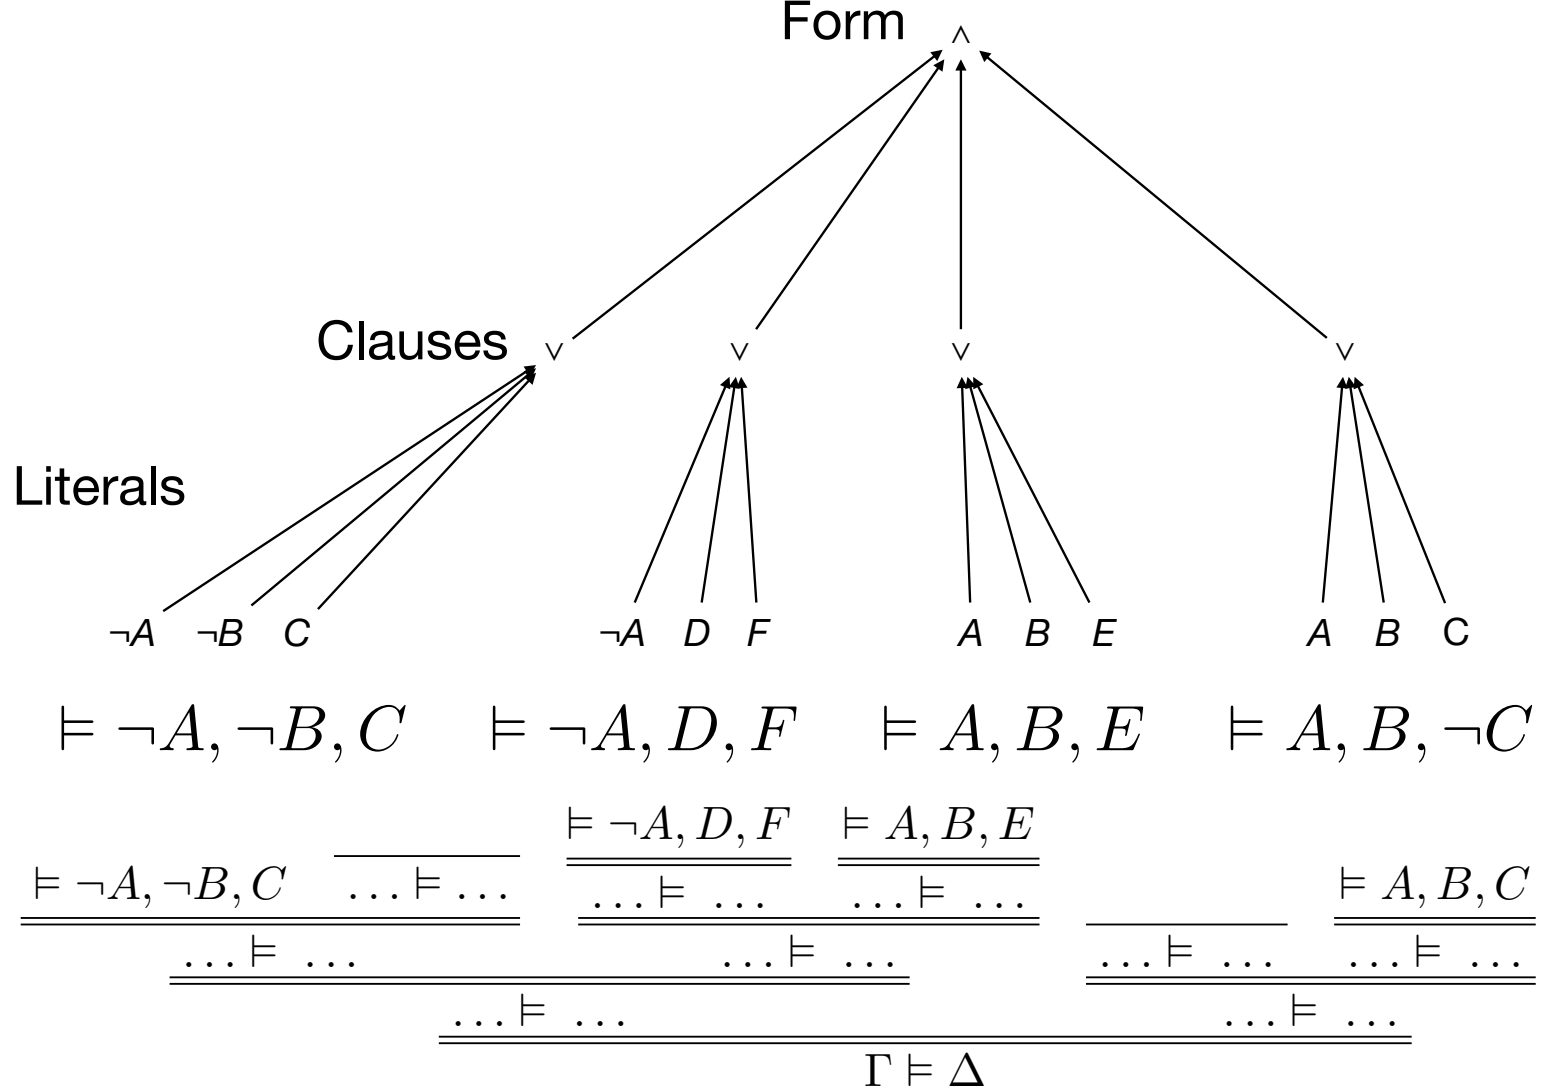 Form ∧
Clauses ∨ ∨ ∨ ∨
Literals
¬A ¬B C ¬A D F A B E A B C
⊨ ¬A, ¬B, C ⊨ ¬A, D, F ⊨ A, B, E ⊨ A, B, ¬C
⊨ ¬A, D, F ⊨ A, B, E
⊨ ¬A, ¬B, C ... ⊨ ... ... ⊨ ... ... ⊨ ... ⊨ A, B, C
... ⊨ ... ... ⊨ ... ... ⊨ ... ... ⊨ ...
... ⊨ ... ... ⊨ ...
Γ ⊨ Δ